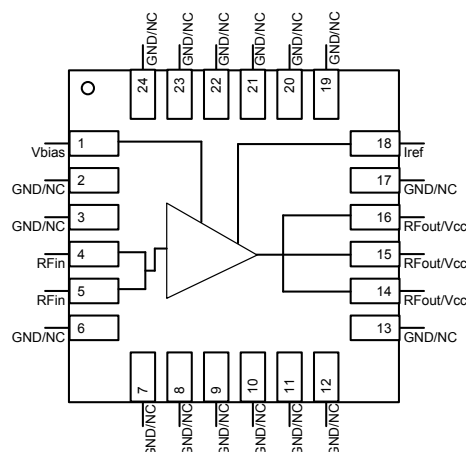 GND/NC GND/NC GND/NC GND/NC GND/NC GND/NC
24 23 22 21 20 19
Vbias 1
GND/NC 2
GND/NC 3
RFin 4
RFin 5
GND/NC 6
18 Iref
17 GND/NC
16 RFout/Vcc
15 RFout/Vcc
14 RFout/Vcc
13 GND/NC
7 8 9 10 11 12
GND/NC GND/NC GND/NC GND/NC GND/NC GND/NC